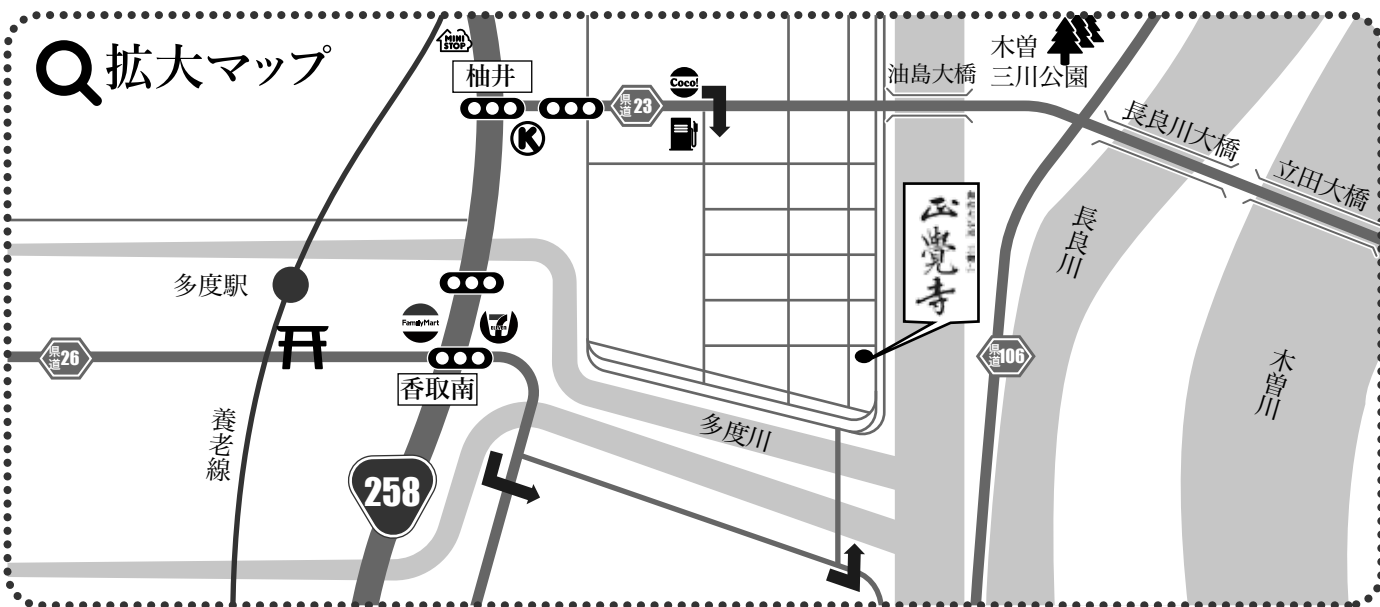 拡大マップ
MINI
STOP
柚井
県道23
Coco!
油島大橋
木曽
三川公園
長良川大橋
立田大橋
正覺寺
長良川
多度駅
FamilyMart
7
ELEVEN
K
県道26
香取南
県道106
木曽川
養老線
多度川
258